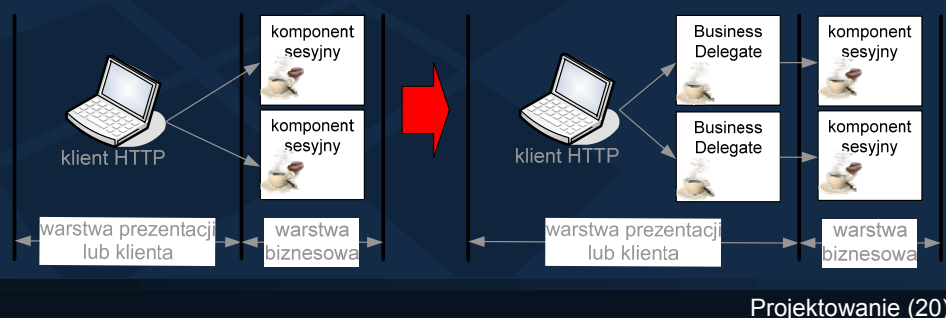 komponent
sesyjny
klient HTTP
komponent
sesyjny
warstwa prezentacji
lub klienta
warstwa
biznesowa
Business
Delegate
komponent
sesyjny
klient HTTP
Business
Delegate
komponent
sesyjny
warstwa prezentacji
lub klienta
warstwa
biznesowa
Projektowanie (20)